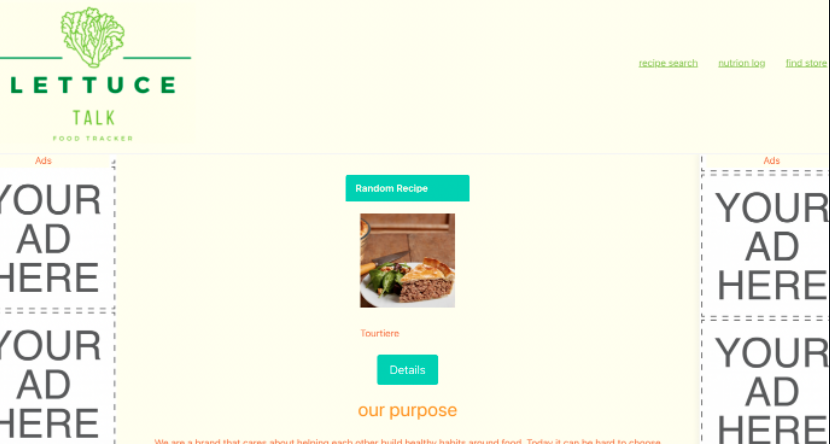 LETTUCE
TALK
FOOD TRACKER
recipe search
nutrion log
find store
Ads
Ads
YOUR
AD
HERE
YOUR
AD
HERE
Random Recipe
Tourtiere
Details
our purpose
We are a brand that cares about helping each other build healthy habits around food. Today it can be hard to choose
YOUR
AD
HERE
YOUR
AD
HERE